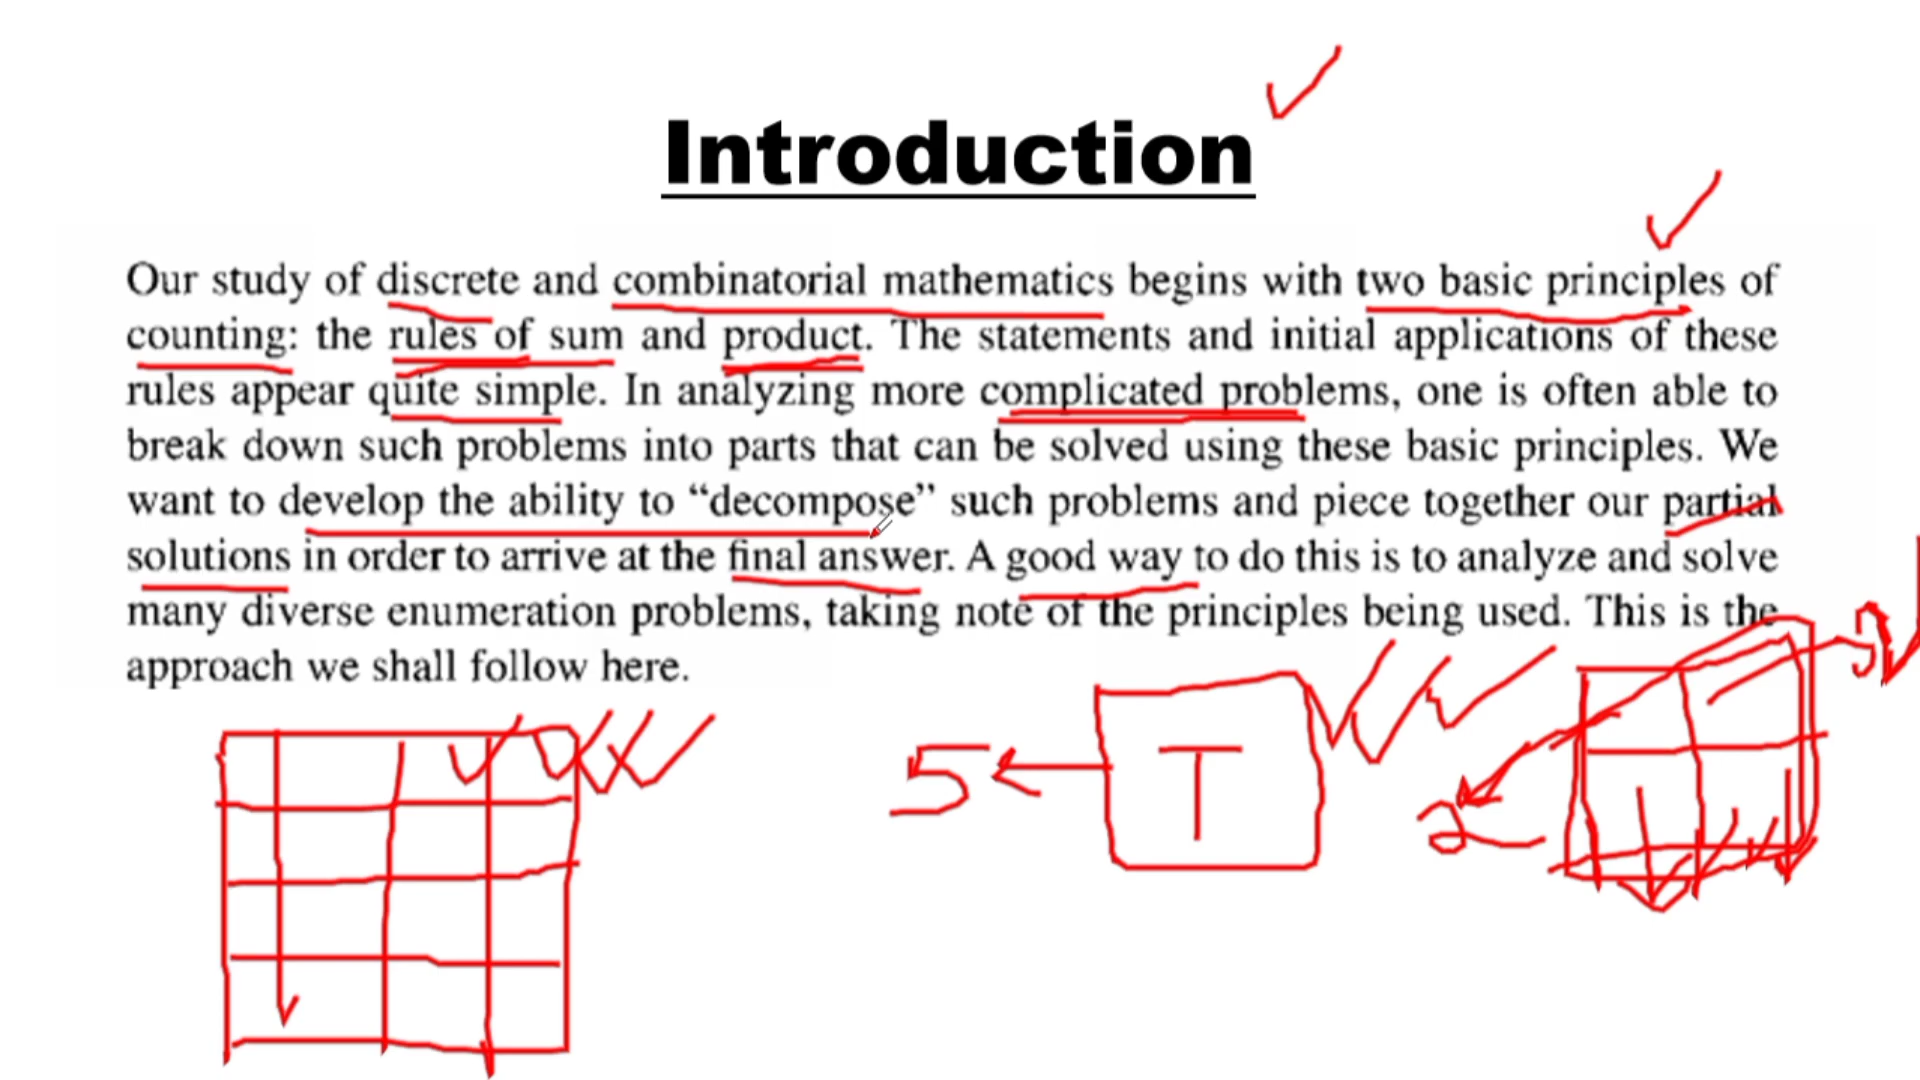 Introduction
Our study of discrete and combinatorial mathematics begins with two basic principles of
counting: the rules of sum and product. The statements and initial applications of these
rules appear quite simple. In analyzing more complicated problems, one is often able to
break down such problems into parts that can be solved using these basic principles. We
want to develop the ability to “decompose” such problems and piece together our partial
solutions in order to arrive at the final answer. A good way to do this is to analyze and solve
many diverse enumeration problems, taking note of the principles being used. This is the
approach we shall follow here.
5 T 2